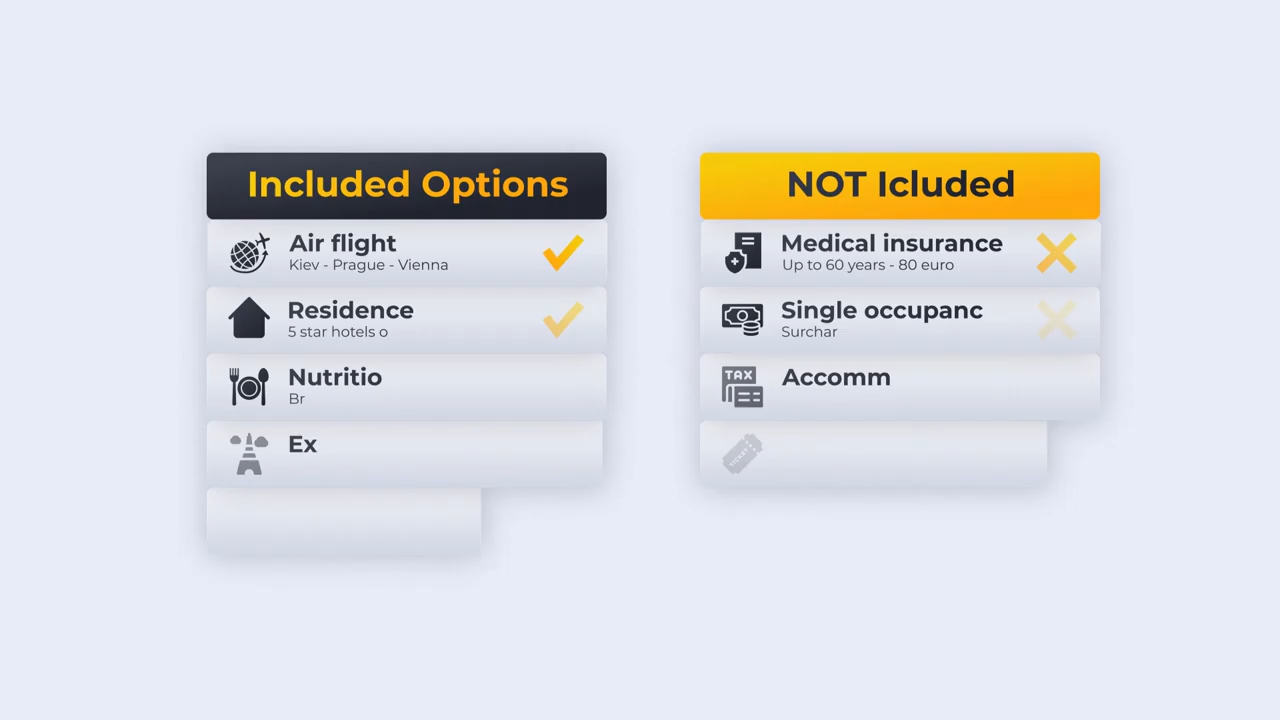 Included Options
Air flight
Kiev - Prague - Vienna
Residence
5 star hotels o
Nutritio
Br
Ex
NOT Icluded
Medical insurance
Up to 60 years - 80 euro
Single occupanc
Surchar
TAX
Accomm
TICKET